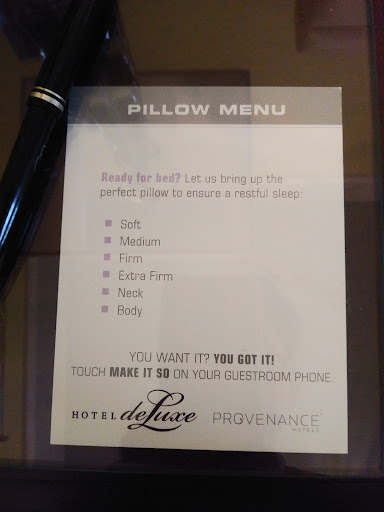 PILLOW MENU
Ready for bed? Let us bring up the
perfect pillow to ensure a restful sleep:
Soft
Medium
Firm
Extra Firm
Neck
Body
YOU WANT IT? YOU GOT IT!
TOUCH MAKE IT SO ON YOUR GUESTROOM PHONE.
HOTEL deLuxe PROVENANCE
HOTELS